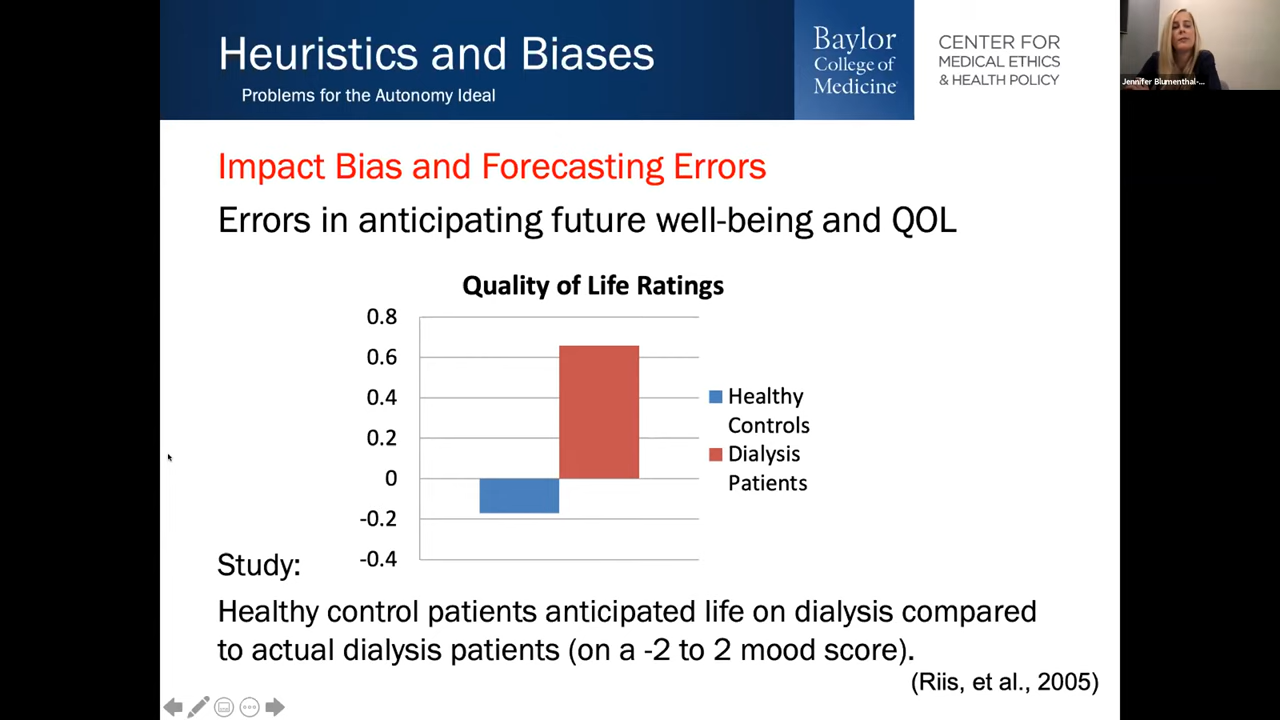 Heuristics and Biases
Problems for the Autonomy Ideal
Baylor
College of
Medicine
CENTER FOR
MEDICAL ETHICS
& HEALTH POLICY
Jennifer Blumenthal-...
Impact Bias and Forecasting Errors
Errors in anticipating future well-being and QOL
Quality of Life Ratings
0.8
0.6
0.4
0.2
0
-0.2
-0.4
Healthy
Controls
Dialysis
Patients
Study:
Healthy control patients anticipated life on dialysis compared
to actual dialysis patients (on a -2 to 2 mood score).
(Riis, et al., 2005)